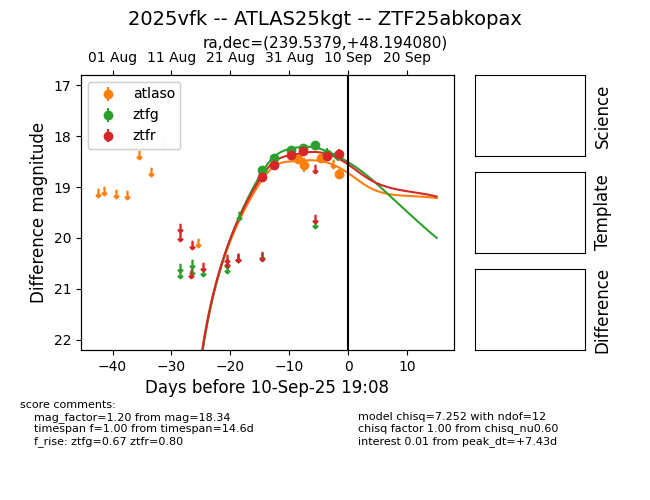 2025vfk -- ATLAS25kgt -- ZTF25abkopax
ra,dec=(239.5379,+48.194080)
01 Aug 11 Aug 21 Aug 31 Aug 10 Sep 20 Sep
17
18
19
20
21
22
Difference magnitude
atlaso
ztfg
ztfr
−40 −30 −20 −10 0 10
Days before 10-Sep-25 19:08
Science
Template
Difference
score comments:
mag_factor=1.20 from mag=18.34
timespan f=1.00 from timespan=14.6d
f_rise: ztfg=0.67 ztfr=0.80
model chisq=7.252 with ndof=12
chisq factor 1.00 from chisq_nu0.60
interest 0.01 from peak_dt=+7.43d